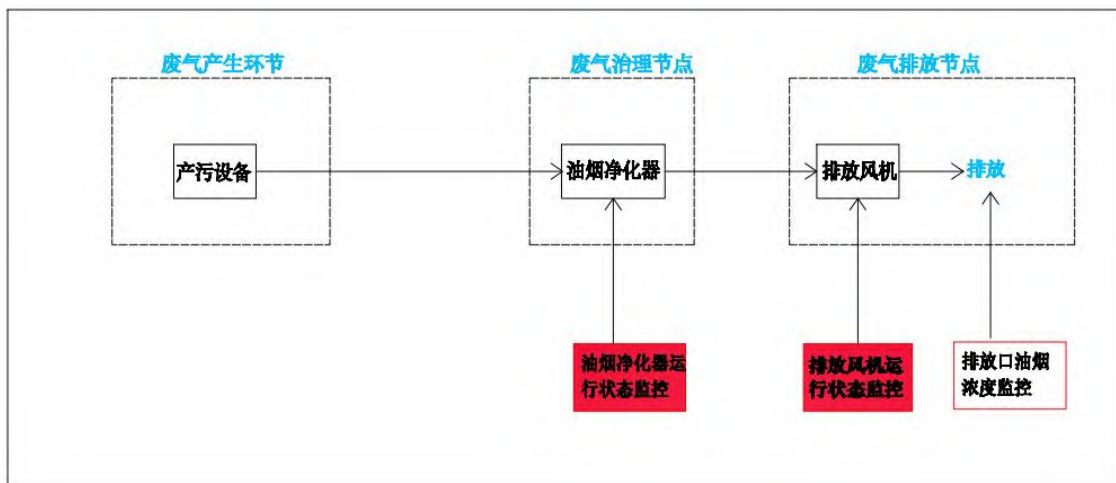 废气产生环节
废气治理节点
废气排放节点
产污设备
油烟净化器
排放风机
排放
油烟净化器运
行状态监控
排放风机运
行状态监控
排放口油烟
浓度监控